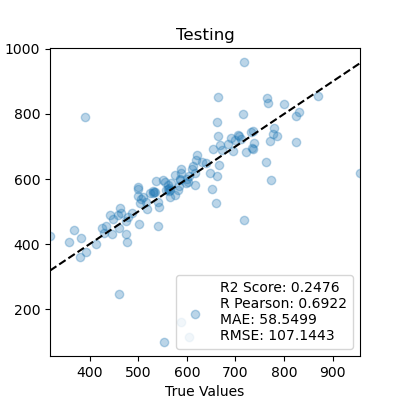 Testing
1000
800
600
400
200
R2 Score: 0.2476
R Pearson: 0.6922
MAE: 58.5499
RMSE: 107.1443
400 500 600 700 800 900
True Values